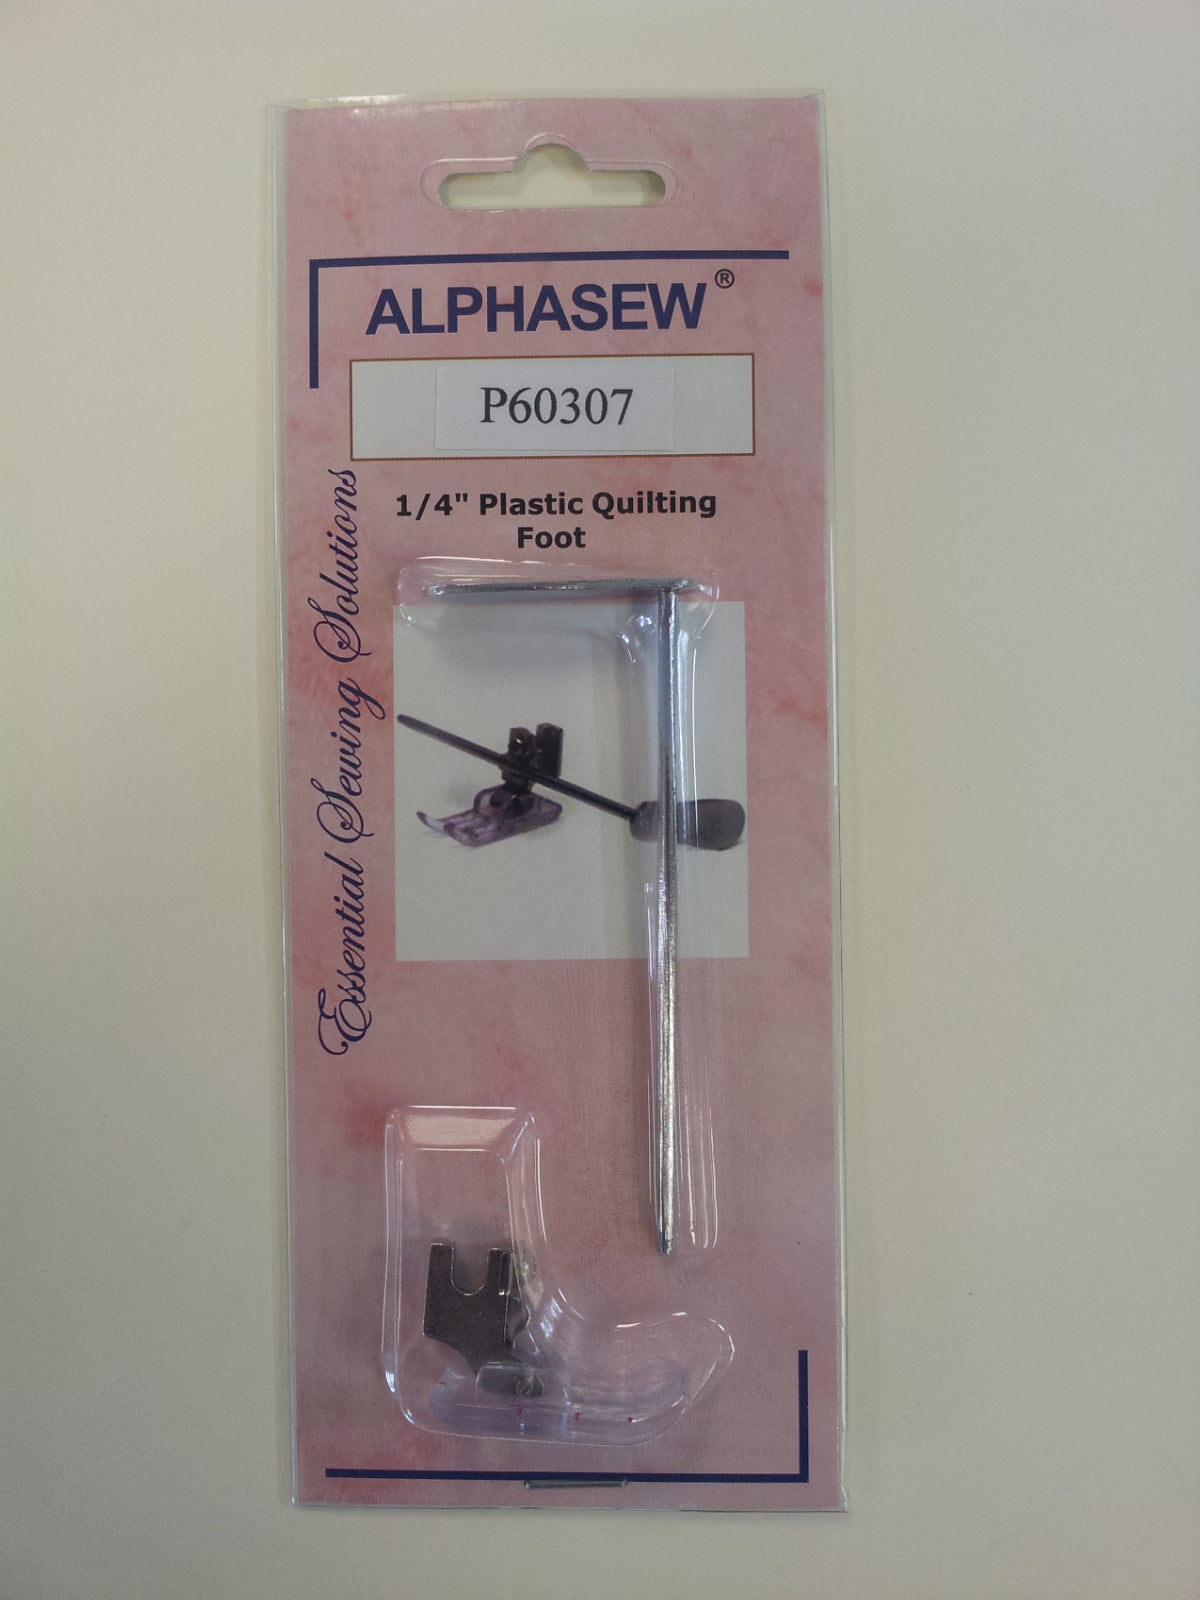 ALPHASEW®
P60307
1/4" Plastic Quilting
Foot
Essential Sewing Solutions